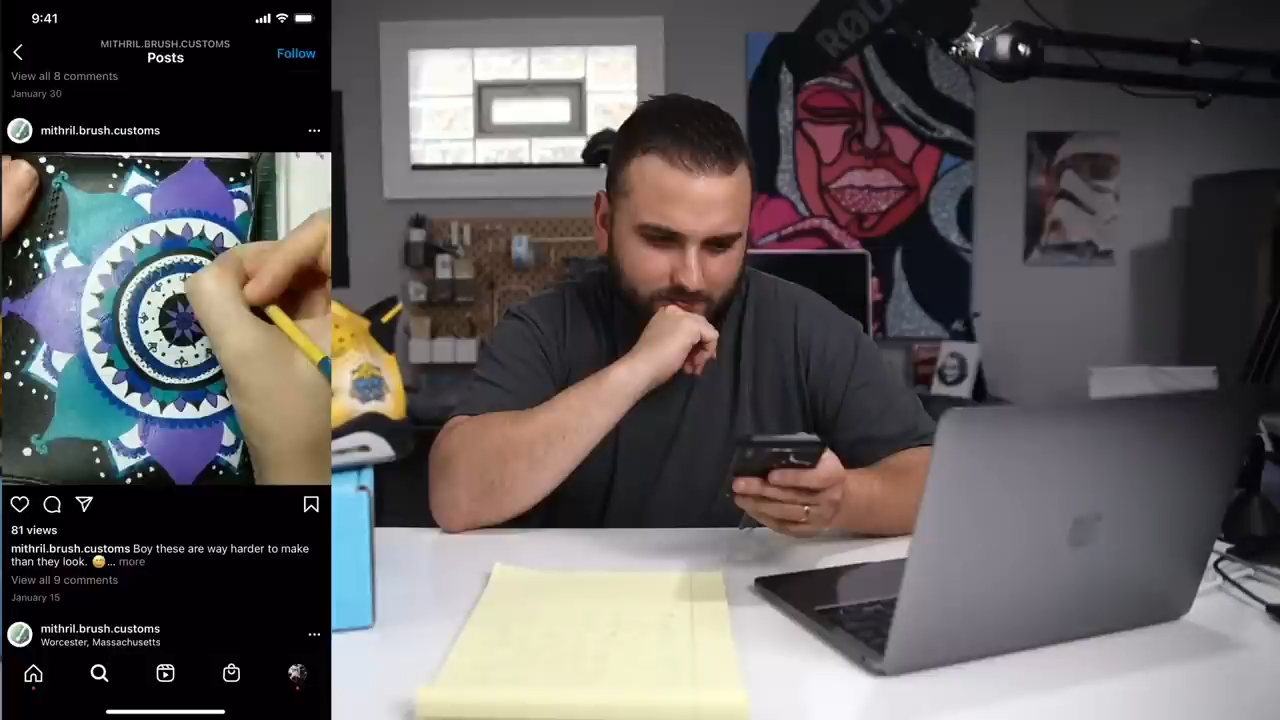 9:41
MITHRIL.BRUSH.CUSTOMS
Posts
Follow
View all 8 comments
January 30
mithril.brush.customs
81 views
mithril.brush.customs Boy these are way harder to make
than they look. 😅... more
View all 9 comments
January 15
mithril.brush.customs
Worcester, Massachusetts
RØDE